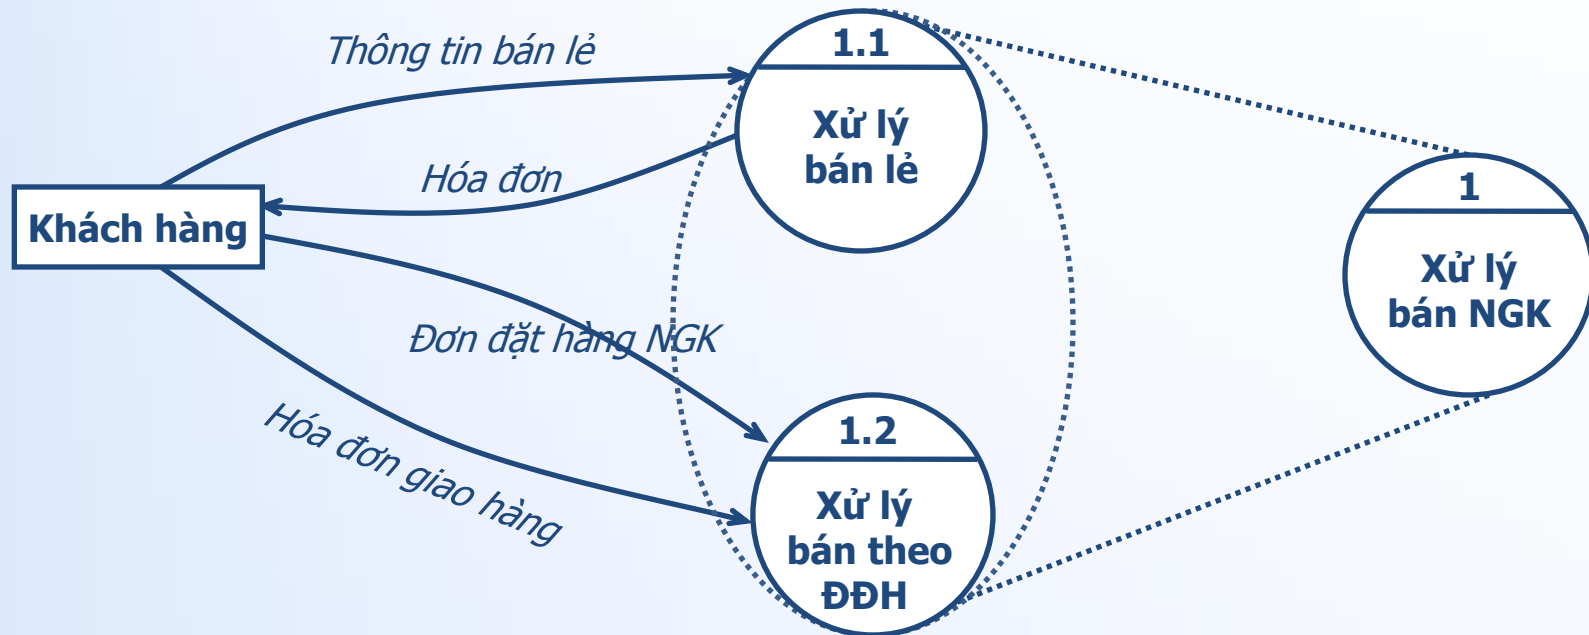 Thông tin bán lẻ
1.1
Xử lý
bán lẻ
Hóa đơn
Khách hàng
1
Xử lý
bán NGK
Đơn đặt hàng NGK
Hóa đơn giao hàng
1.2
Xử lý
bán theo
ĐĐH